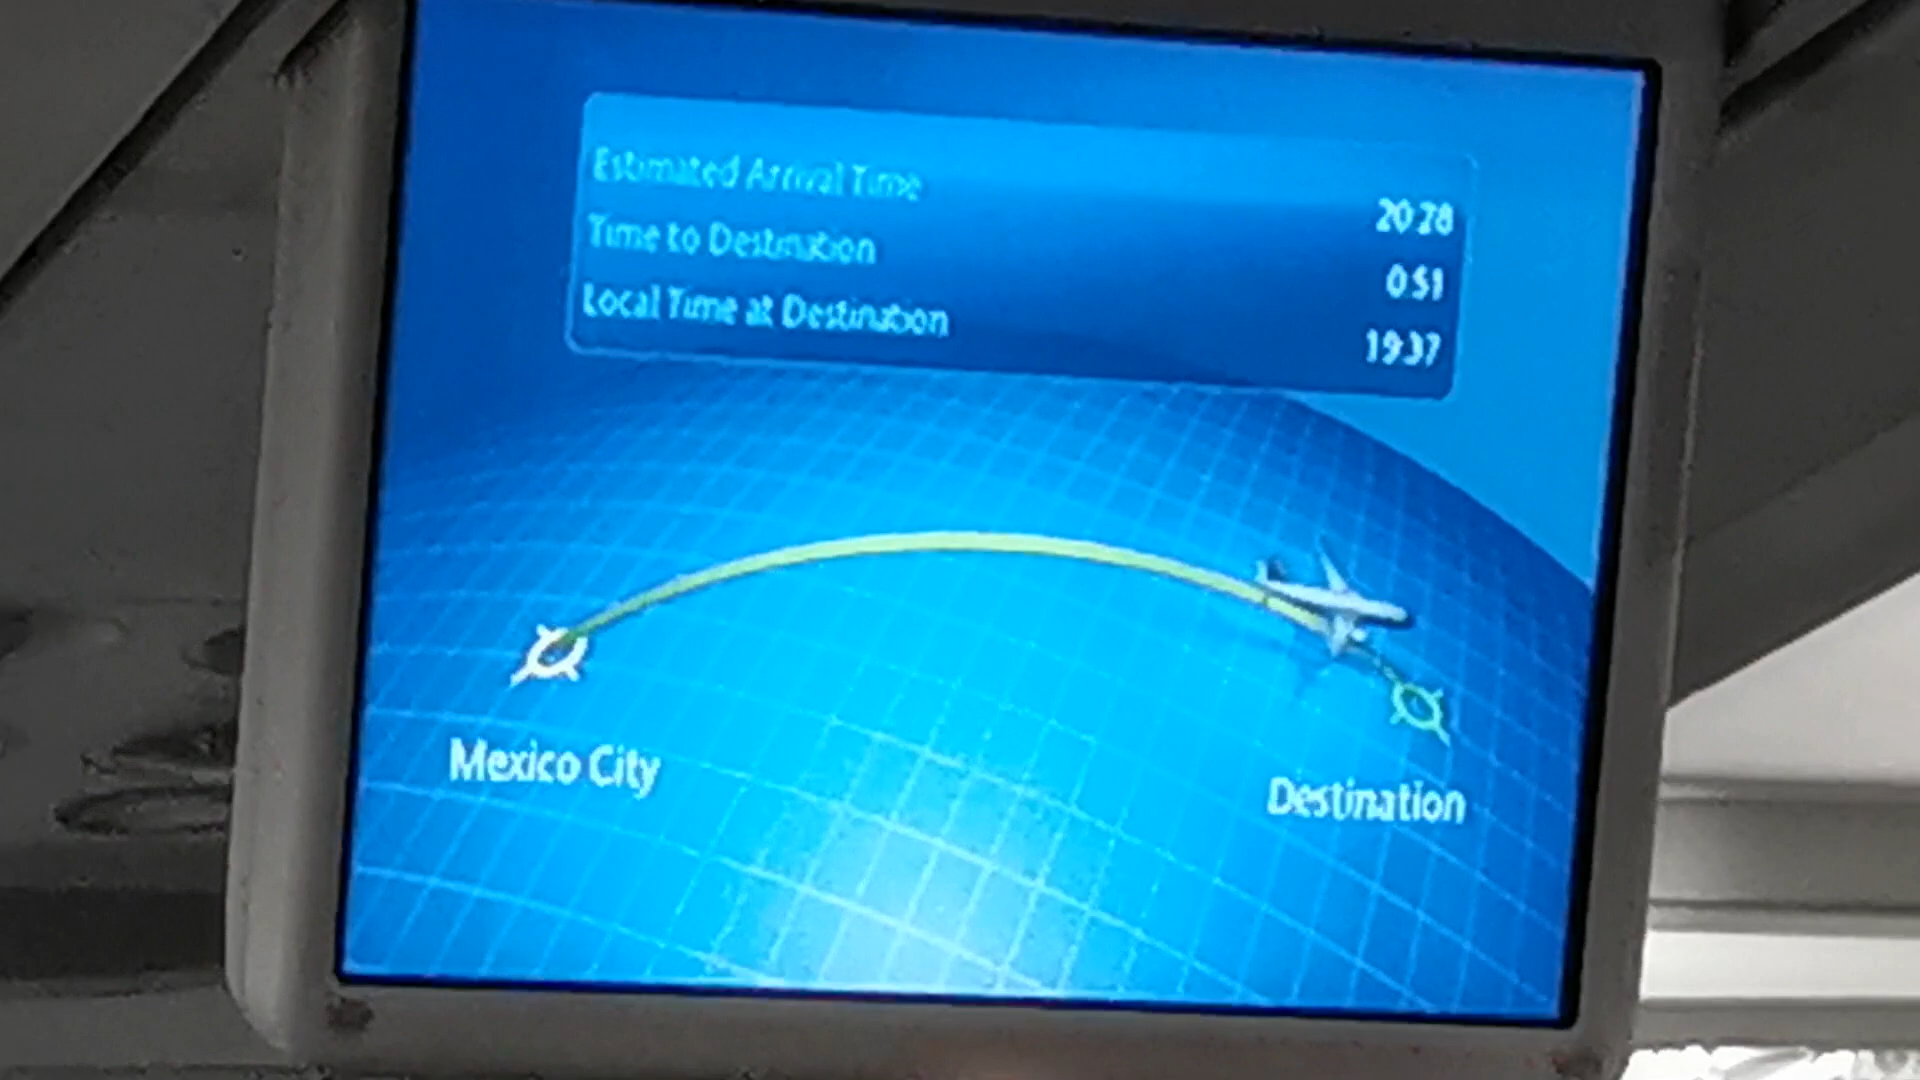 Estimated Arrival Time 20:28
Time to Destination 0:51
Local Time at Destination 19:37
Mexico City
Destination